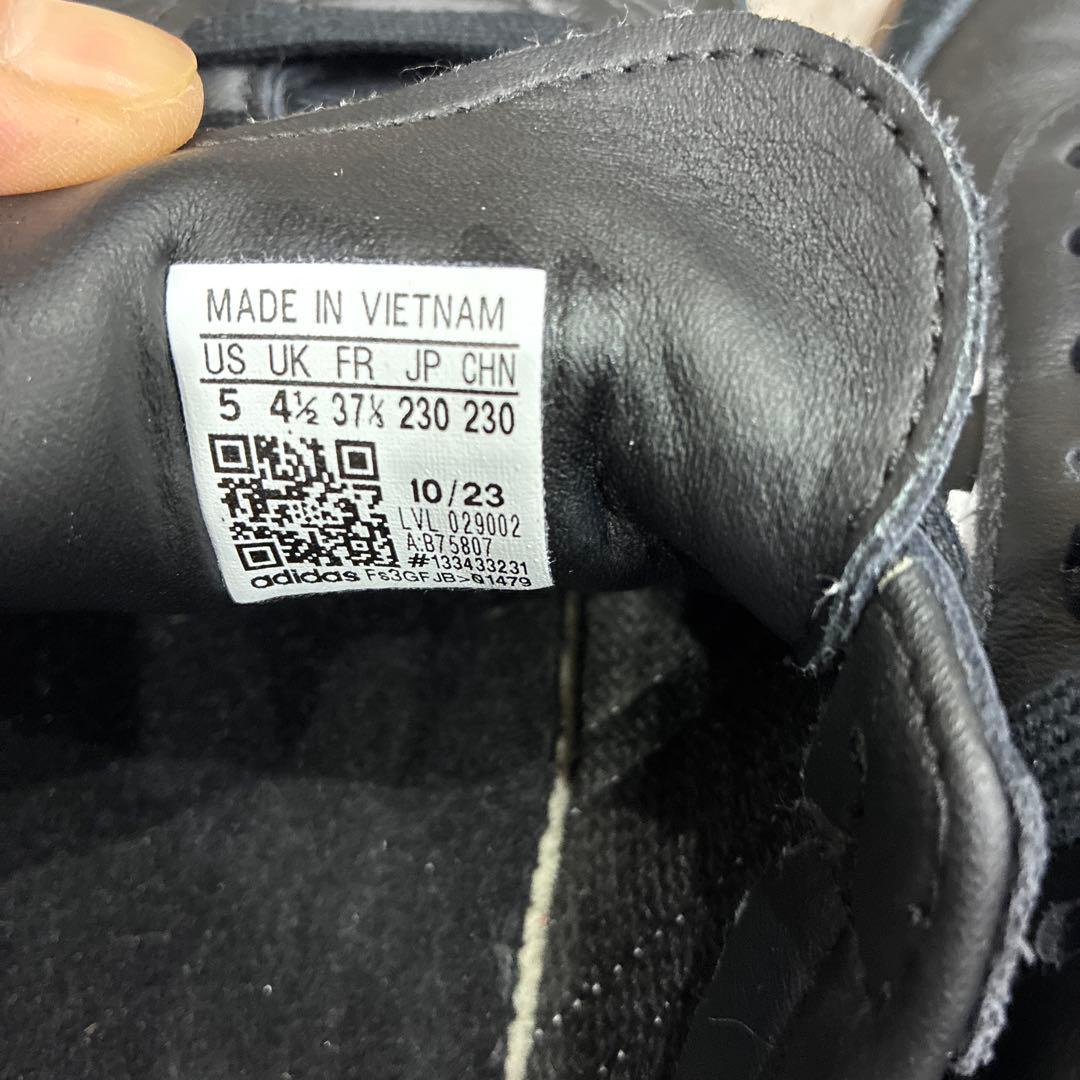 MADE IN VIETNAM
US UK FR JP CHN
5 4½ 37⅓ 230 230
10/23
LVL 029002
A:B75807
#133433231
adidas Fs3GFJB>01479